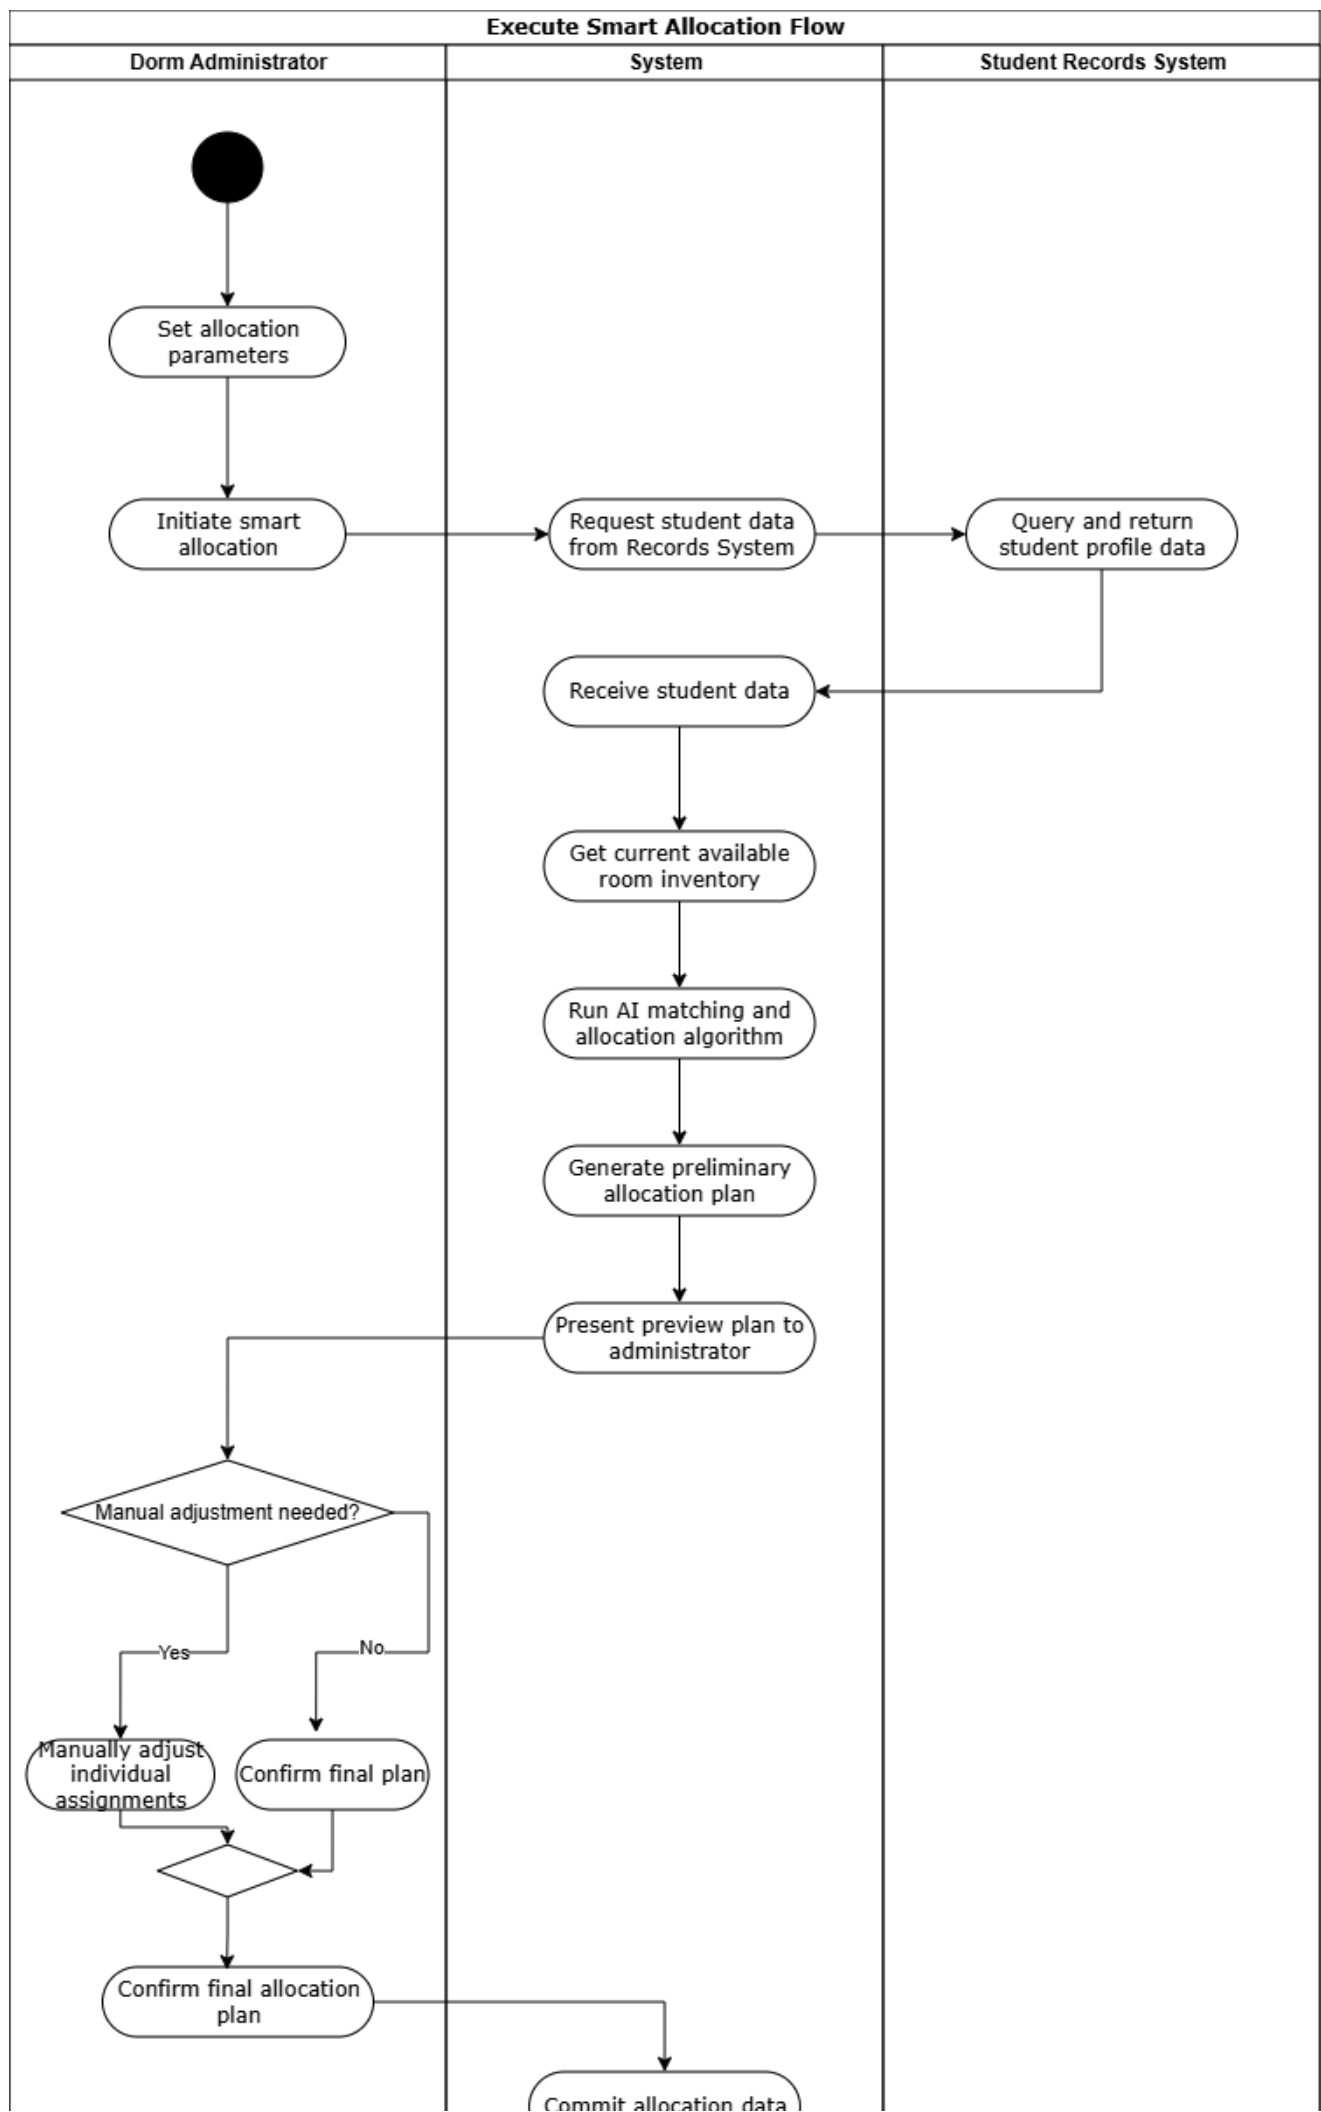 Execute Smart Allocation Flow
Dorm Administrator
System
Student Records System
Set allocation
parameters
Initiate smart
allocation
Request student data
from Records System
Query and return
student profile data
Receive student data
Get current available
room inventory
Run AI matching and
allocation algorithm
Generate preliminary
allocation plan
Present preview plan to
administrator
Manual adjustment needed?
Yes
No
Manually adjust
individual
assignments
Confirm final plan
Confirm final allocation
plan
Commit allocation data